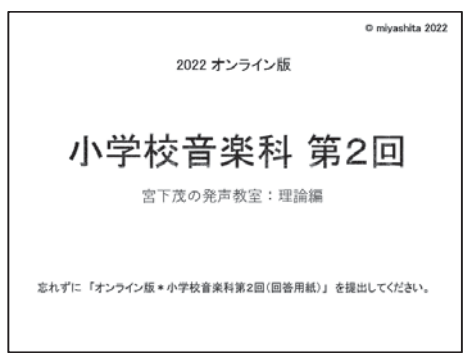 © miyashita 2022
2022 オンライン版
小学校音楽科 第2回
宮下茂の発声教室：理論編
忘れずに「オンライン版＊小学校音楽科第2回(回答用紙)」を提出してください。